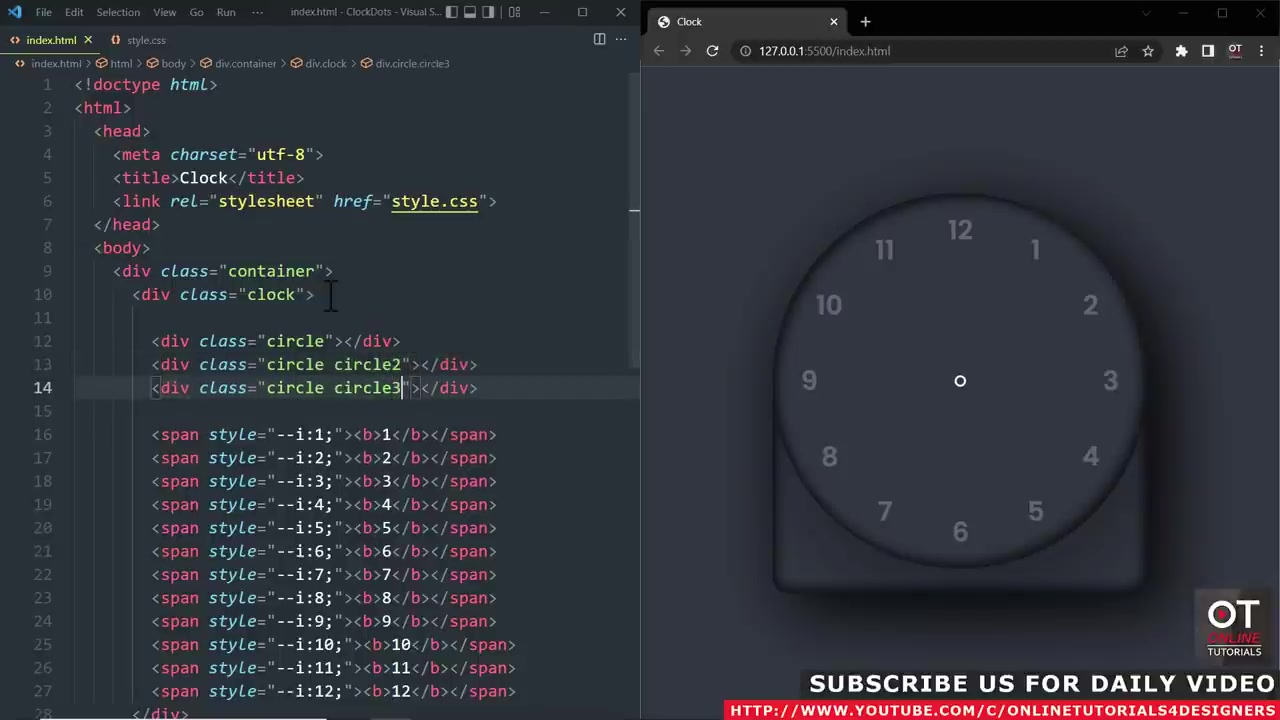 File Edit Selection View Go Run ··· index.html - ClockDots - Visual S...
index.html style.css
index.html > html > body > div.container > div.clock > div.circle.circle3
1 <!doctype html>
2 <html>
3 <head>
4 <meta charset="utf-8">
5 <title>Clock</title>
6 <link rel="stylesheet" href="style.css">
7 </head>
8 <body>
9 <div class="container">
10 <div class="clock">
11
12 <div class="circle"></div>
13 <div class="circle circle2"></div>
14 <div class="circle circle3"></div>
15
16 <span style="--i:1;"><b>1</b></span>
17 <span style="--i:2;"><b>2</b></span>
18 <span style="--i:3;"><b>3</b></span>
19 <span style="--i:4;"><b>4</b></span>
20 <span style="--i:5;"><b>5</b></span>
21 <span style="--i:6;"><b>6</b></span>
22 <span style="--i:7;"><b>7</b></span>
23 <span style="--i:8;"><b>8</b></span>
24 <span style="--i:9;"><b>9</b></span>
25 <span style="--i:10;"><b>10</b></span>
26 <span style="--i:11;"><b>11</b></span>
27 <span style="--i:12;"><b>12</b></span>
28 </div>
Clock
127.0.0.1:5500/index.html
OT
12
11 1
10 2
9 3
8 4
7 5
6
OT
ONLINE
TUTORIALS
SUBSCRIBE US FOR DAILY VIDEO
HTTP://WWW.YOUTUBE.COM/C/ONLINETUTORIALS4DESIGNERS